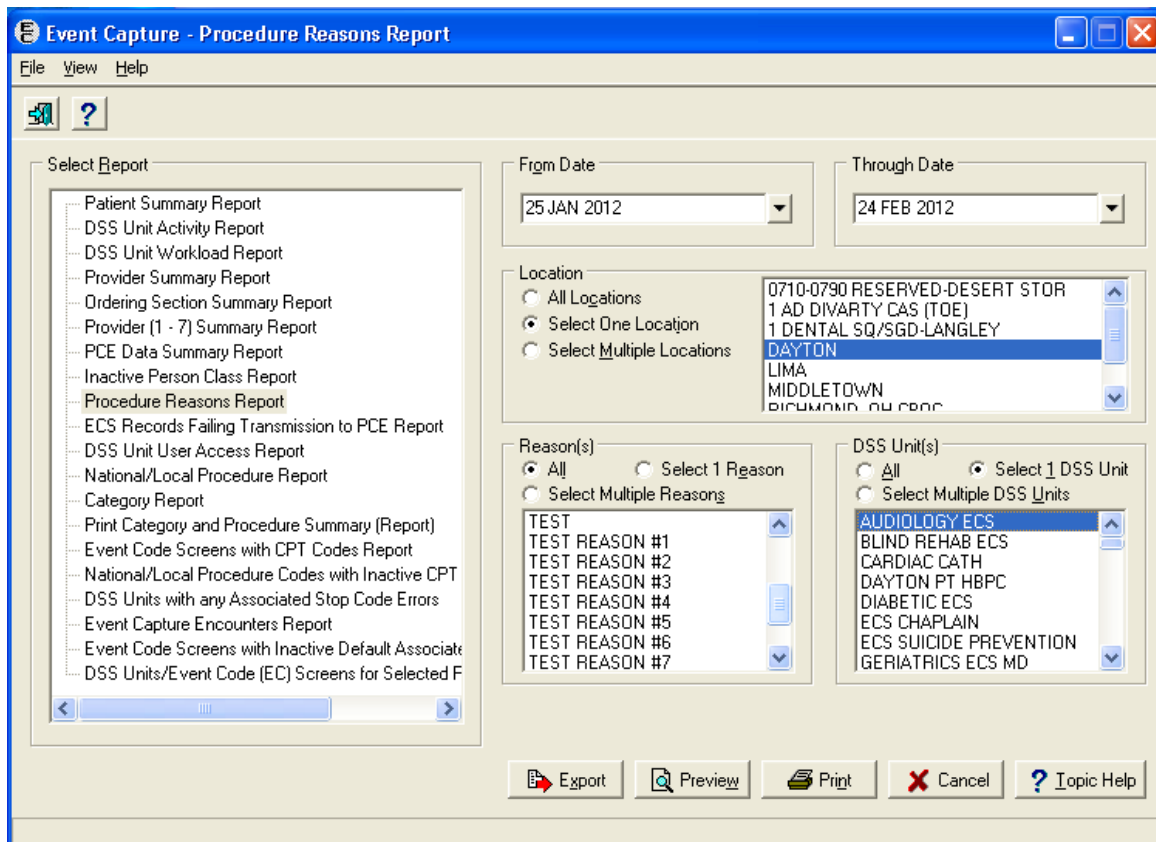 Event Capture - Procedure Reasons Report
File View Help
Select Report
Patient Summary Report
DSS Unit Activity Report
DSS Unit Workload Report
Provider Summary Report
Ordering Section Summary Report
Provider (1 - 7) Summary Report
PCE Data Summary Report
Inactive Person Class Report
Procedure Reasons Report
ECS Records Failing Transmission to PCE Report
DSS Unit User Access Report
National/Local Procedure Report
Category Report
Print Category and Procedure Summary (Report)
Event Code Screens with CPT Codes Report
National/Local Procedure Codes with Inactive CPT
DSS Units with any Associated Stop Code Errors
Event Capture Encounters Report
Event Code Screens with Inactive Default Associate
DSS Units/Event Code (EC) Screens for Selected F
From Date
25 JAN 2012
Through Date
24 FEB 2012
Location
All Locations
Select One Location
Select Multiple Locations
0710-0790 RESERVED-DESERT STOR
1 AD DIVARTY CAS (TOE)
1 DENTAL SQ/SGD-LANGLEY
DAYTON
LIMA
MIDDLETOWN
RICHMOND, OH CBOC
Reason(s)
All Select 1 Reason
Select Multiple Reasons
TEST
TEST REASON #1
TEST REASON #2
TEST REASON #3
TEST REASON #4
TEST REASON #5
TEST REASON #6
TEST REASON #7
DSS Unit(s)
All Select 1 DSS Unit
Select Multiple DSS Units
AUDIOLOGY ECS
BLIND REHAB ECS
CARDIAC CATH
DAYTON PT HBPC
DIABETIC ECS
ECS CHAPLAIN
ECS SUICIDE PREVENTION
GERIATRICS ECS MD
Export Preview Print Cancel ? Topic Help